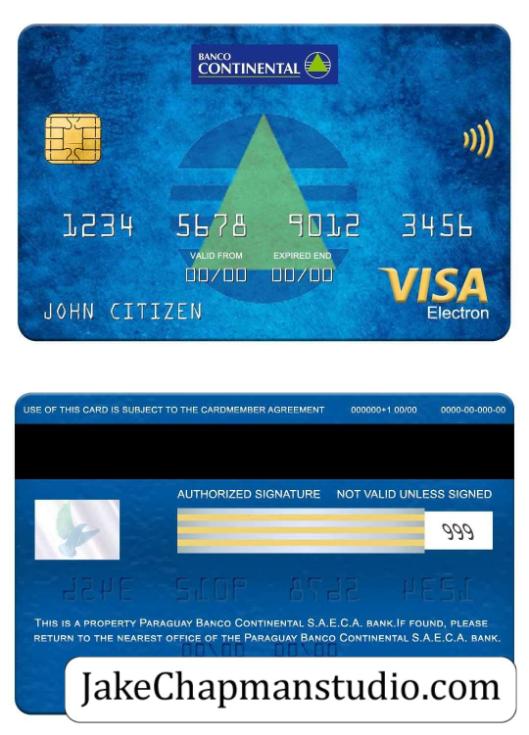 BANCO
CONTINENTAL
1234 5678 9012 3456
VALID FROM EXPIRED END
00/00 00/00
JOHN CITIZEN
VISA
Electron
USE OF THIS CARD IS SUBJECT TO THE CARDMEMBER AGREEMENT 000000+1 00/00 0000-00-000-00
AUTHORIZED SIGNATURE NOT VALID UNLESS SIGNED
999
THIS IS A PROPERTY PARAGUAY BANCO CONTINENTAL S.A.E.C.A. BANK.IF FOUND, PLEASE
RETURN TO THE NEAREST OFFICE OF THE PARAGUAY BANCO CONTINENTAL S.A.E.C.A. BANK.
JakeChapmanstudio.com